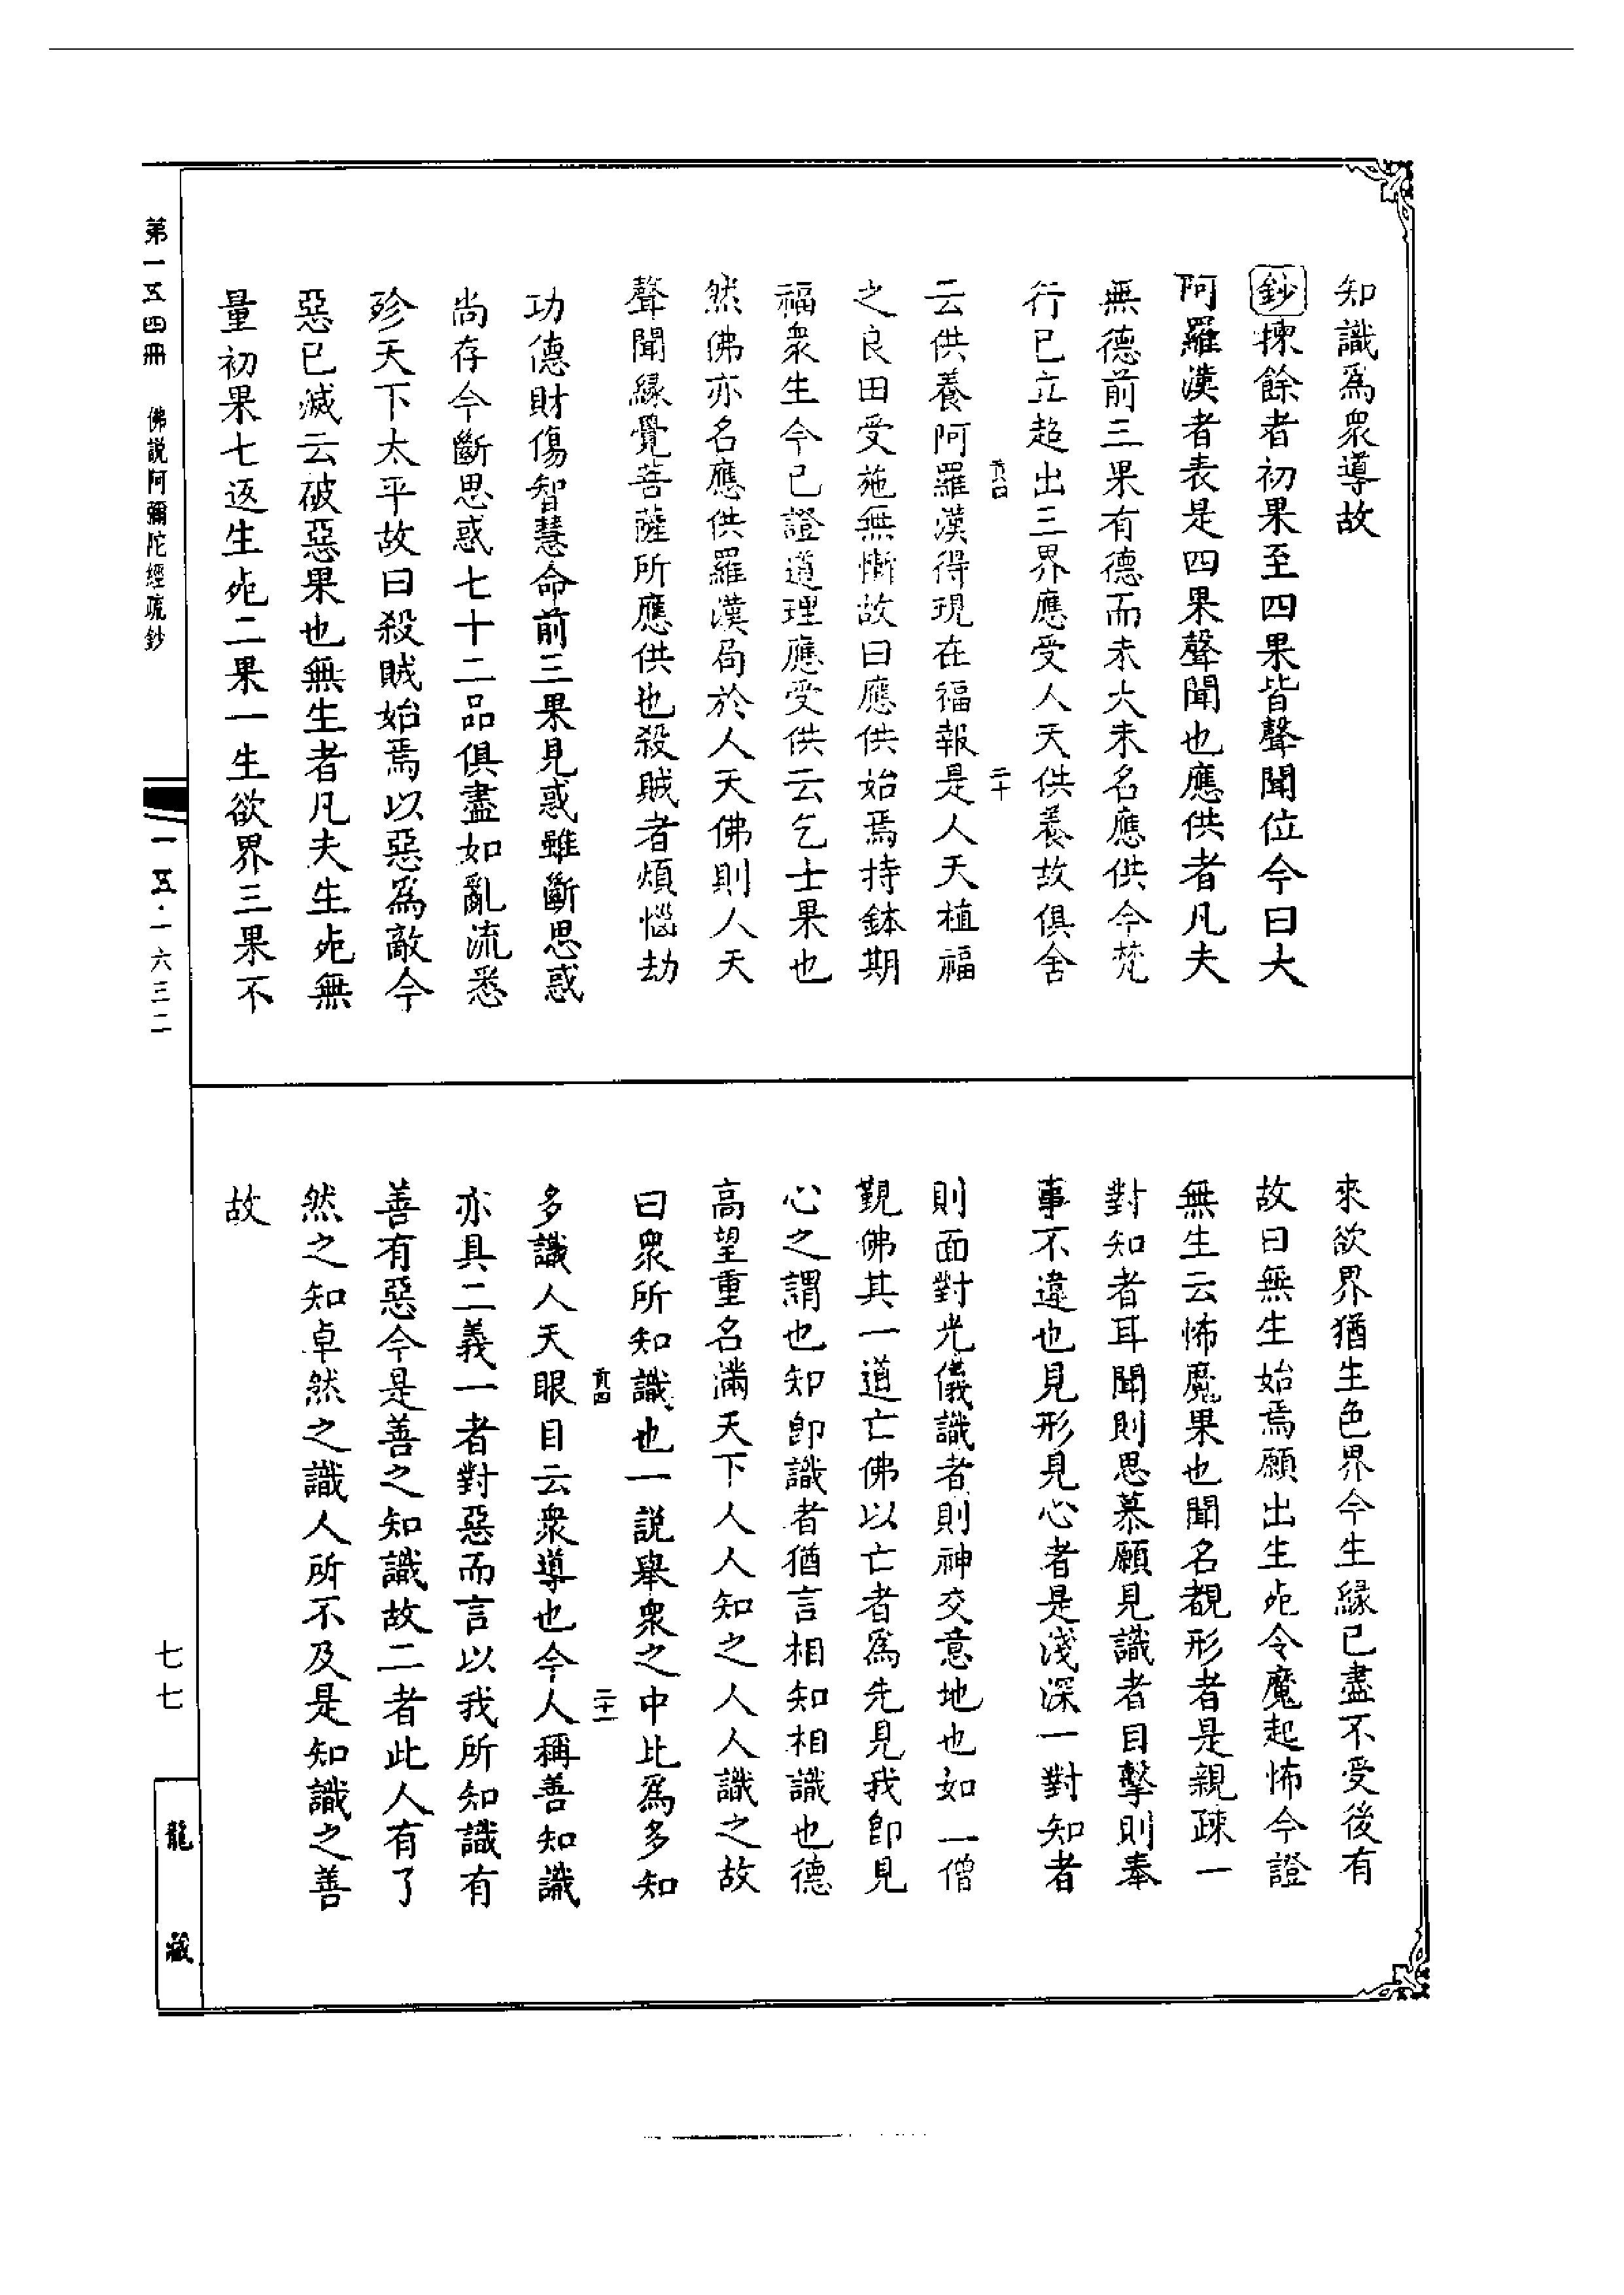 知識爲眾導故
鈔揀餘者初果至四果皆聲聞位今曰大
阿羅漢者表是四果聲聞也應供者凡夫
無德前三果有德而未大未名應供今梵
行已立超出三界應受人天供養故俱舍
云供養阿羅漢得現在福報是人天植福
之良田受施無慚故曰應供始焉持鉢期
福眾生今已證道理應受供云乞士果也
然佛亦名應供羅漢局於人天佛則人天
聲聞緣覺菩薩所應供也殺賊者煩惱劫
功德財傷智慧命前三果見惑雖斷思惑
尚存今斷思惑七十二品俱盡如亂流悉
殄天下太平故曰殺賊始焉以惡爲敵今
惡已滅云破惡果也無生者凡夫生死無
量初果七返生死二果一生欲界三果不
來欲界猶生色界今生緣已盡不受後有
故曰無生始焉願出生死令魔起怖今證
無生云怖魔果也聞名覩形者是親疎一
對知者耳聞則思慕願見識者目擊則奉
事不違也見形見心者是淺深一對知者
則面對光儀識者則神交意地也如一僧
覲佛其一道亡佛以亡者爲先見我即見
心之謂也知即識者猶言相知相識也德
高望重名滿天下人人知之人人識之故
曰眾所知識也一說舉眾之中比爲多知
多識人天眼目云眾導也今人稱善知識
亦具二義一者對惡而言以我所知識有
善有惡今是善之知識故二者此人有了
然之知卓然之識人所不及是知識之善
故
二十
二十一
第一五四冊 佛說阿彌陀經疏鈔
一五·一六三二
七七
龍藏